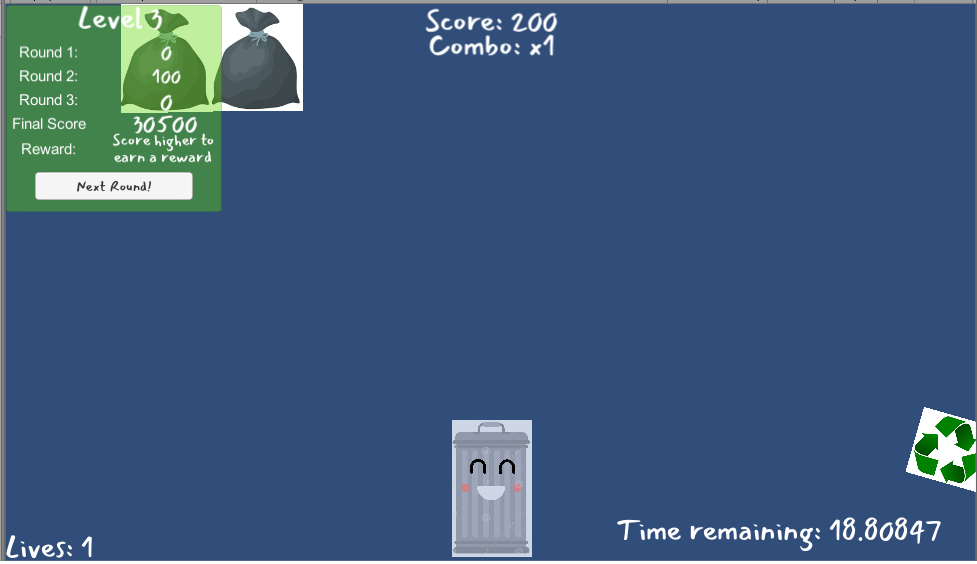 Level 3
Round 1: 0
Round 2: 100
Round 3: 0
Final Score 30500
Reward: Score higher to
earn a reward
Next Round!
Score: 200
Combo: x1
Lives: 1
Time remaining: 18.80847